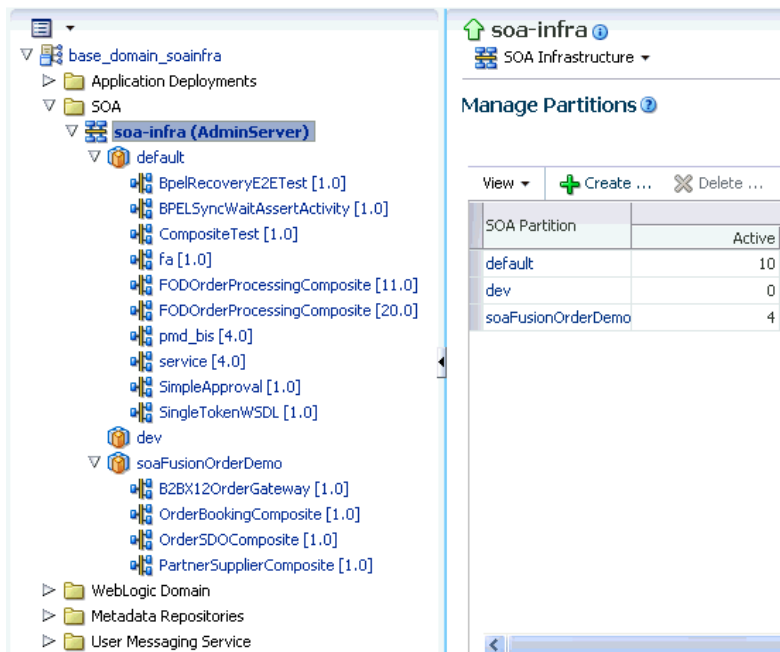 base_domain_soainfra
Application Deployments
SOA
soa-infra (AdminServer)
default
BpelRecoveryE2ETest [1.0]
BPELSyncWaitAssertActivity [1.0]
CompositeTest [1.0]
fa [1.0]
FODOrderProcessingComposite [11.0]
FODOrderProcessingComposite [20.0]
pmd_bis [4.0]
service [4.0]
SimpleApproval [1.0]
SingleTokenWSDL [1.0]
dev
soaFusionOrderDemo
B2BX12OrderGateway [1.0]
OrderBookingComposite [1.0]
OrderSDOComposite [1.0]
PartnerSupplierComposite [1.0]
WebLogic Domain
Metadata Repositories
User Messaging Service
soa-infra
SOA Infrastructure
Manage Partitions
View Create ... Delete ...
SOA Partition
Active
default 10
dev 0
soaFusionOrderDemo 4